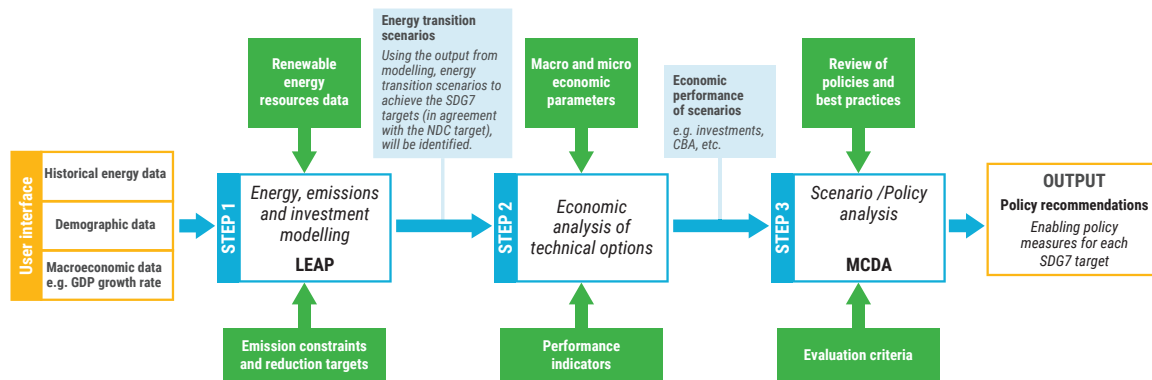 User interface
Historical energy data
Demographic data
Macroeconomic data
e.g. GDP growth rate
Renewable
energy
resources data
STEP 1
Energy, emissions
and investment
modelling
LEAP
Emission constraints
and reduction targets
Energy transition
scenarios
Using the output from
modelling, energy
transition scenarios to
achieve the SDG7
targets (in agreement
with the NDC target),
will be identified.
Macro and micro
economic
parameters
STEP 2
Economic
analysis of
technical options
Performance
indicators
Economic
performance
of scenarios
e.g. investments,
CBA, etc.
Review of
policies and
best practices
STEP 3
Scenario /Policy
analysis
MCDA
Evaluation criteria
OUTPUT
Policy recommendations
Enabling policy
measures for each
SDG7 target